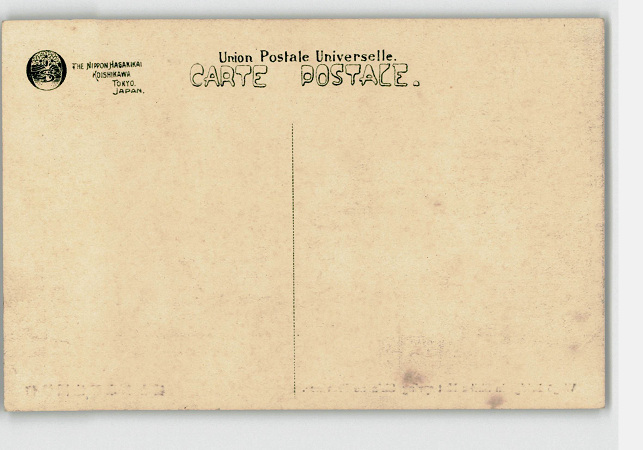 THE NIPPON HAGAKIKAI
KOISHIKAWA
TOKYO.
JAPAN.
Union Postale Universelle.
CARTE POSTALE.